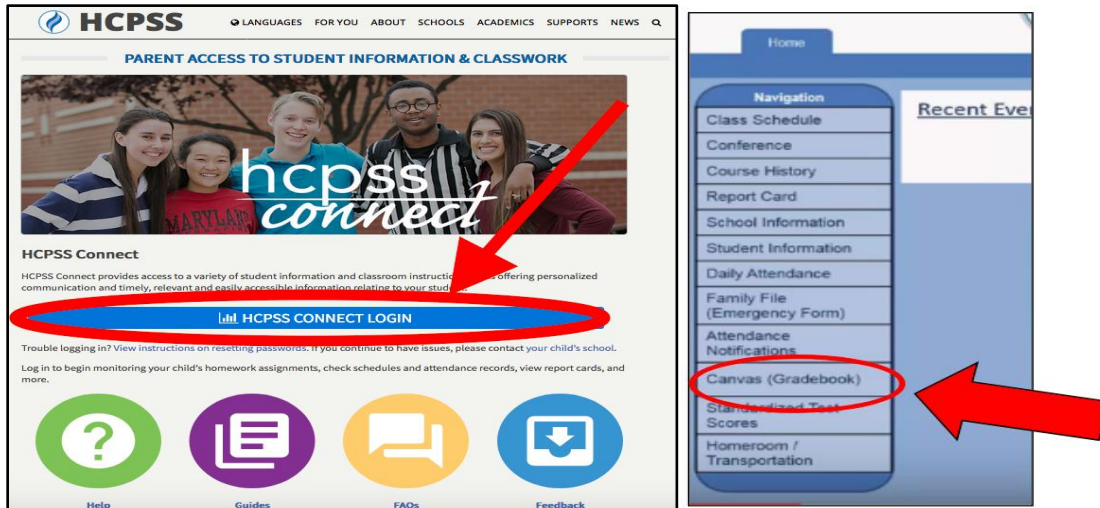 HCPSS
LANGUAGES FOR YOU ABOUT SCHOOLS ACADEMICS SUPPORTS NEWS
PARENT ACCESS TO STUDENT INFORMATION & CLASSWORK
MARYLAN
hcpss
connect
HCPSS Connect
HCPSS Connect provides access to a variety of student information and classroom instructio offering personalized
communication and timely, relevant and easily accessible information relating to your student.
HCPSS CONNECT LOGIN
Trouble logging in? View instructions on resetting passwords. If you continue to have issues, please contact your child's school.
Log in to begin monitoring your child's homework assignments, check schedules and attendance records, view report cards, and
more.
?
Help Guides FAQs Feedback
Home
Navigation
Class Schedule
Conference
Course History
Report Card
School Information
Student Information
Daily Attendance
Family File
(Emergency Form)
Attendance
Notifications
Canvas (Gradebook)
Standardized Test
Scores
Homeroom /
Transportation
Recent Eve